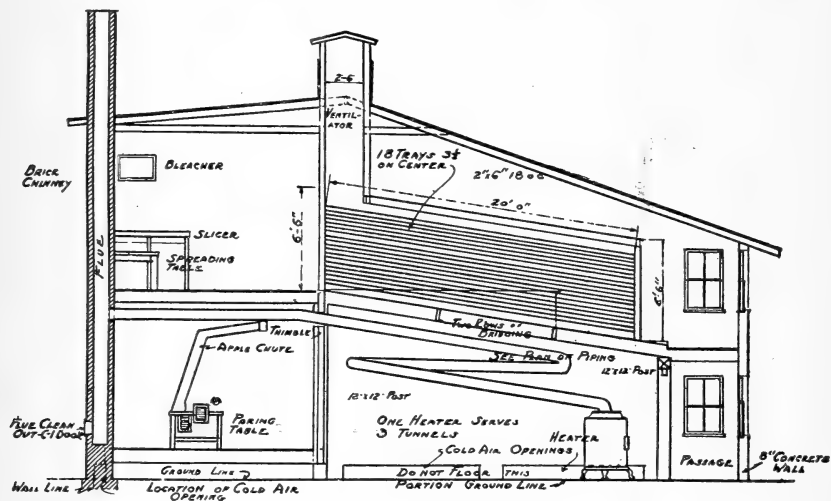 2-6
VENTIL-
ATOR
18 TRAYS 3½
ON CENTER
2"x6" 18 o c
BRICK
CHIMNEY
BLEACHER
20' 0"
FLUE
SLICER
SPREADING
TABLE
6'-6"
6'6"
TWO ROWS OF
BRIDGING
THIMBLE
APPLE CHUTE
SEE PLAN OF PIPING
12"x12" POST
12"x12" POST
PARING
TABLE
ONE HEATER SERVES
3 TUNNELS
FLUE CLEAN
OUT-C-I DOOR
COLD AIR OPENINGS
HEATER
PASSAGE
8" CONCRETE
WALL
GROUND LINE
DO NOT FLOOR THIS
PORTION GROUND LINE
WALL LINE
LOCATION OF COLD AIR
OPENING